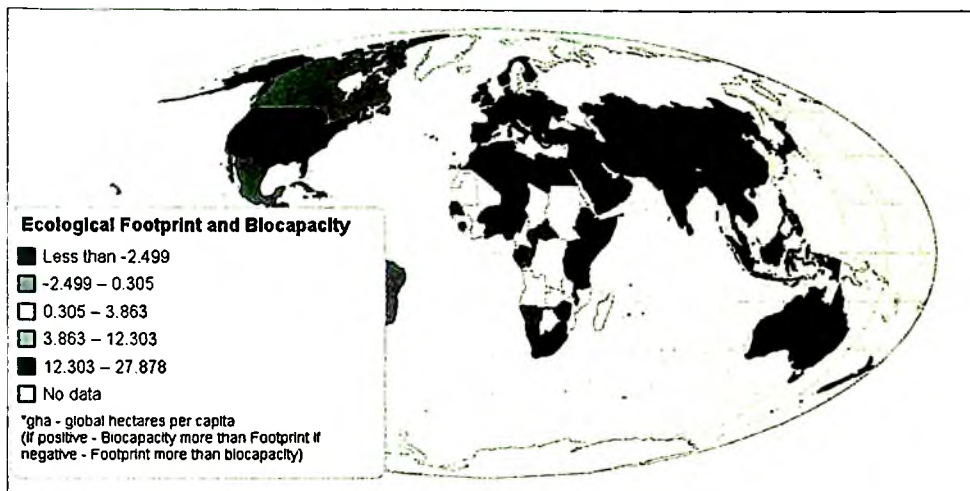 Ecological Footprint and Biocapacity
Less than -2.499
-2.499 – 0.305
0.305 – 3.863
3.863 – 12.303
12.303 – 27.878
No data
*gha - global hectares per capita
(if positive - Biocapacity more than Footprint if
negative - Footprint more than biocapacity)